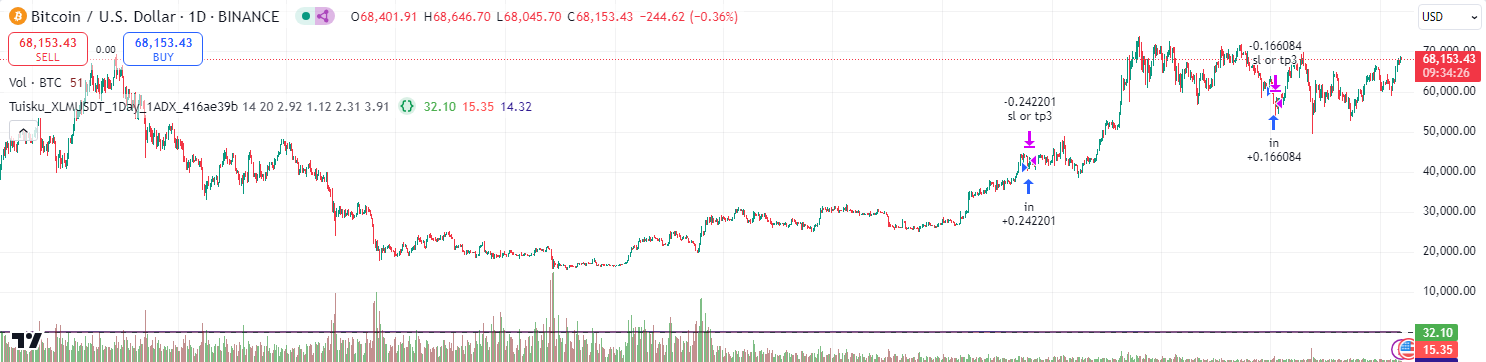 Bitcoin / U.S. Dollar · 1D · BINANCE O68,401.91 H68,646.70 L68,045.70 C68,153.43 −244.62 (−0.36%) USD
68,153.43 0.00 68,153.43
SELL BUY
Vol · BTC 51
Tuisku_XLMUSDT_1Day_1ADX_416ae39b 14 20 2.92 1.12 2.31 3.91 {} 32.10 15.35 14.32
-0.166084
sl or tp3
-0.242201
sl or tp3
in
+0.166084
in
+0.242201
70,000.00
68,153.43
09:34:26
60,000.00
50,000.00
40,000.00
30,000.00
20,000.00
10,000.00
32.10
15.35